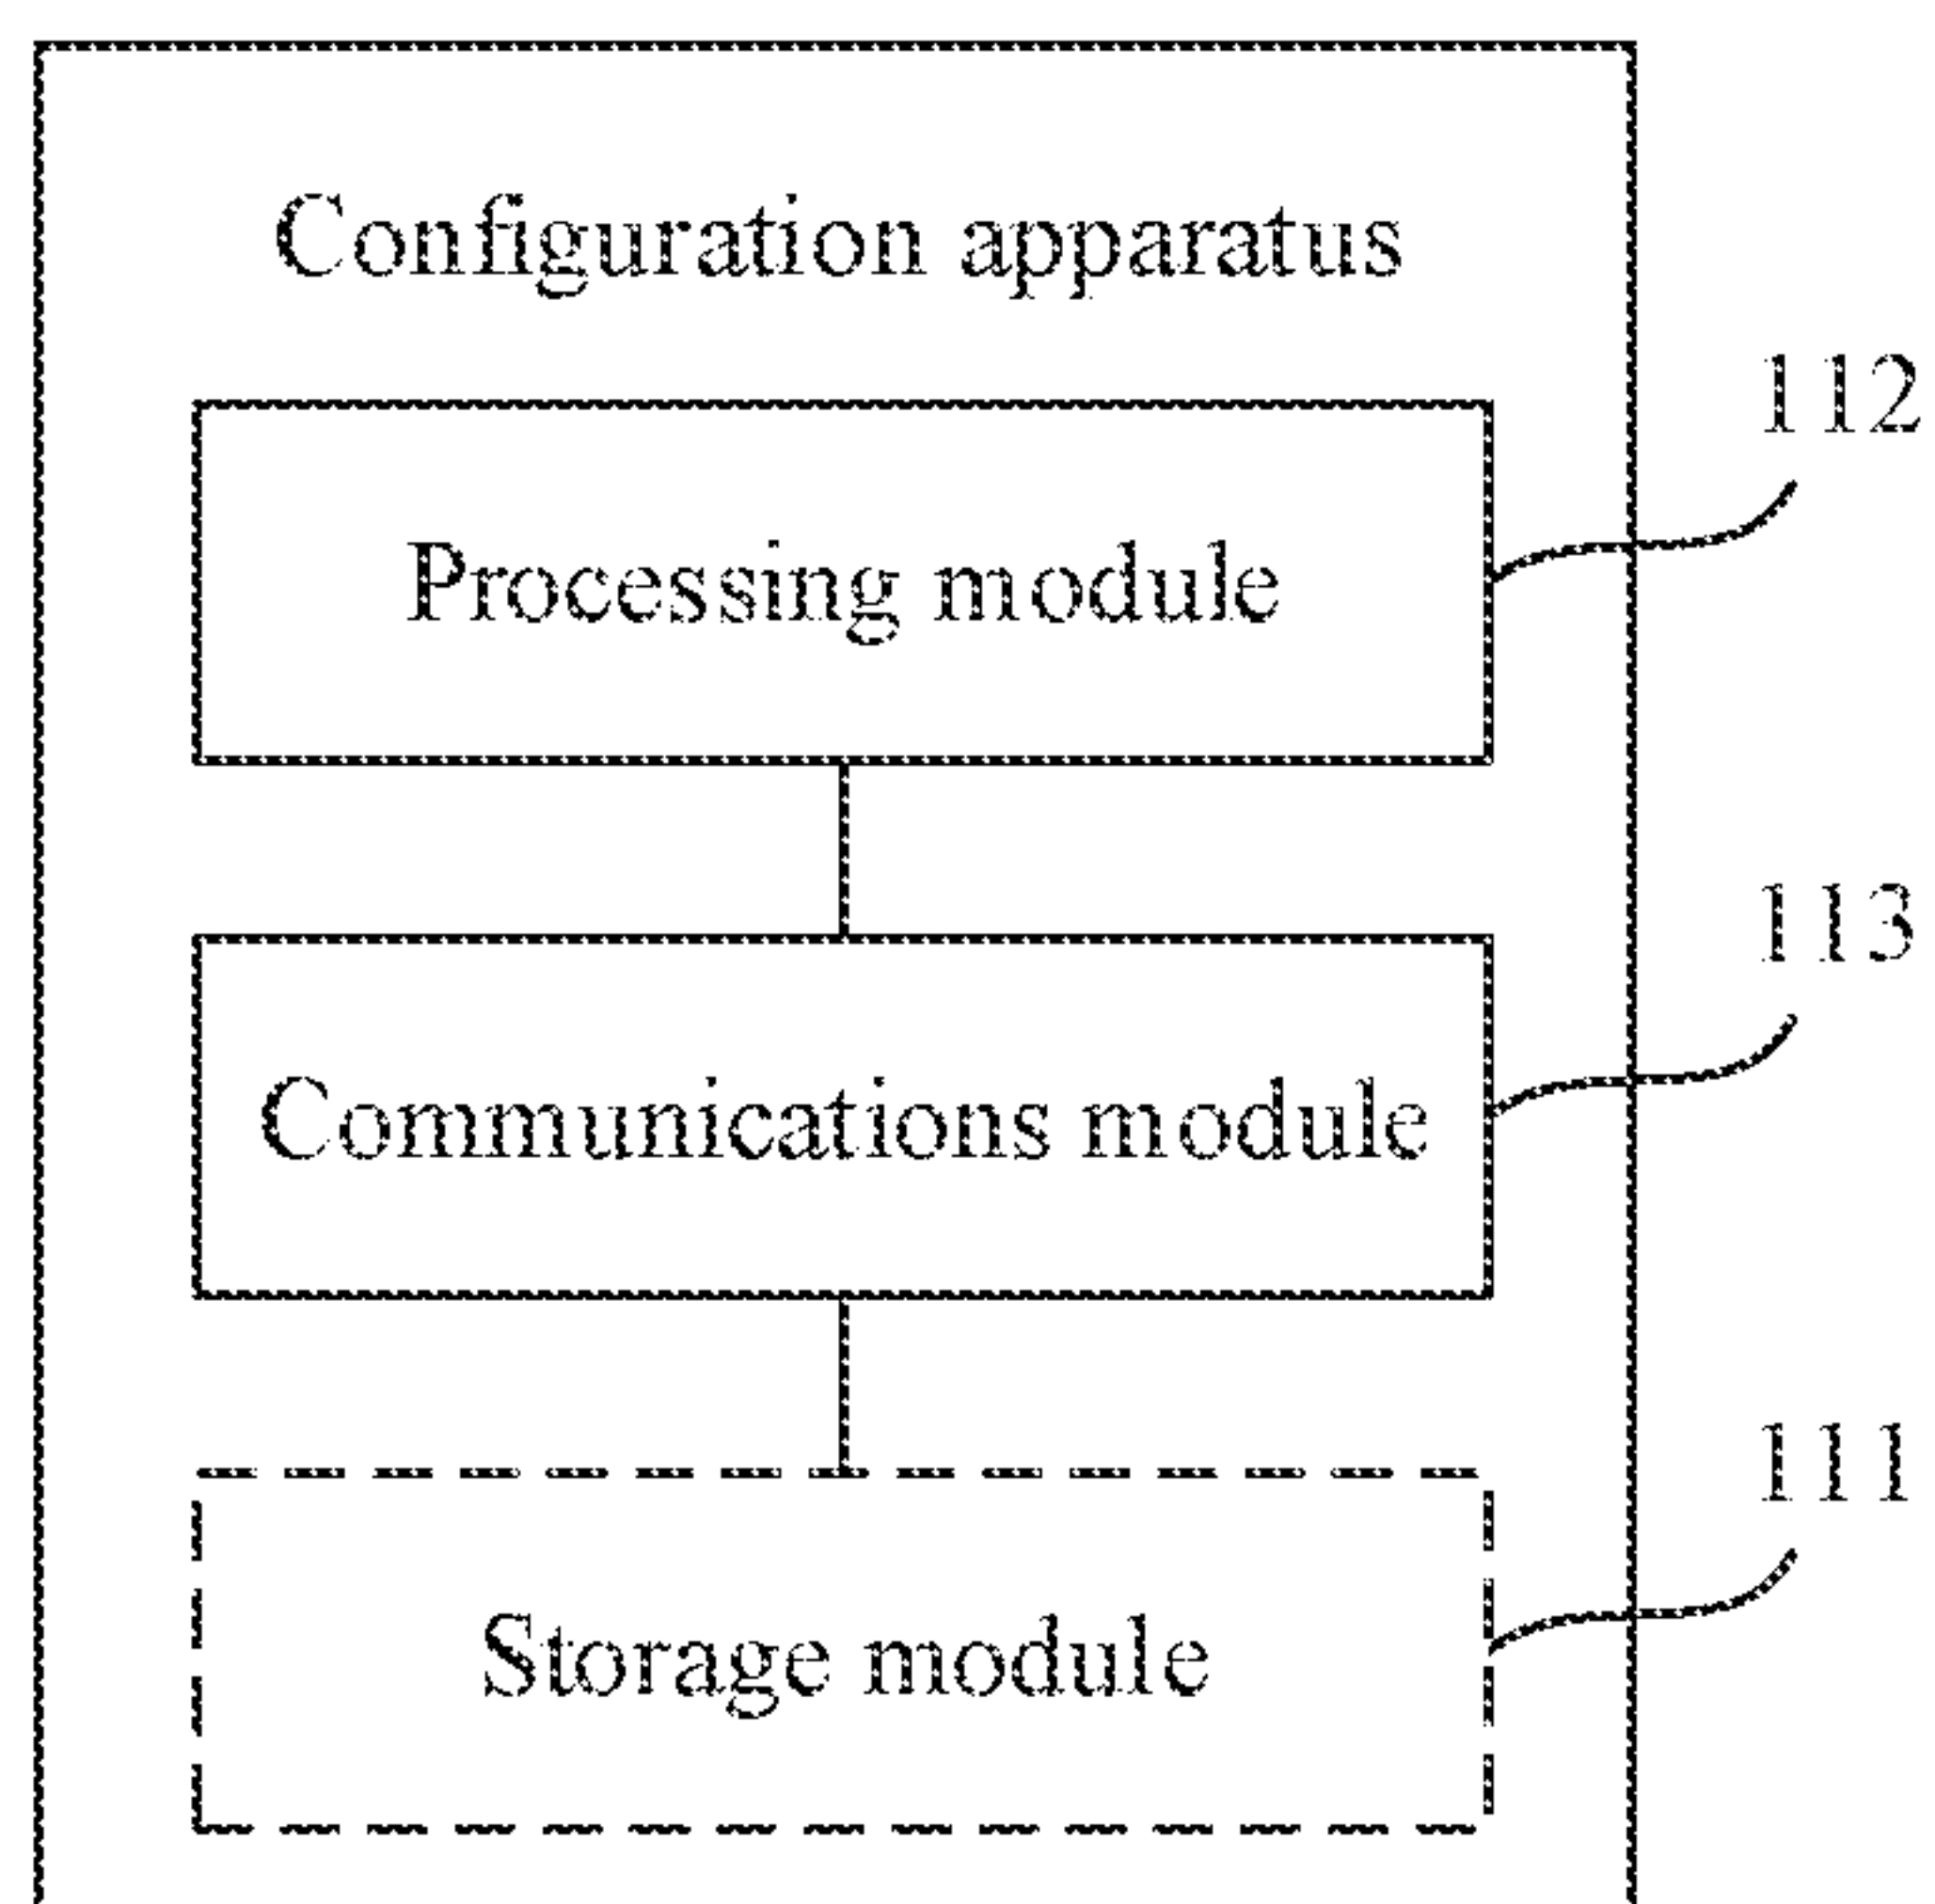 Configuration apparatus
112
Processing module
113
Communications module
111
Storage module